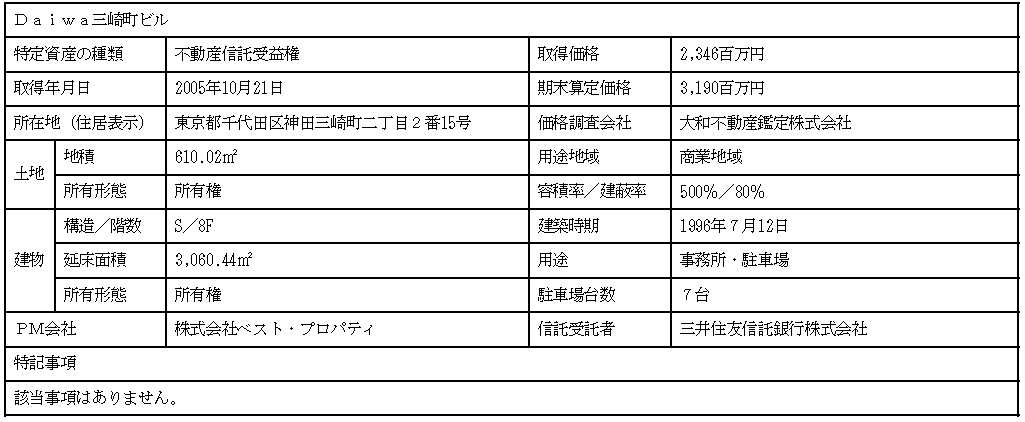 Ｄａｉｗａ三崎町ビル
特定資産の種類 不動産信託受益権 取得価格 2,346百万円
取得年月日 2005年10月21日 期末算定価格 3,190百万円
所在地（住居表示） 東京都千代田区神田三崎町二丁目２番15号 価格調査会社 大和不動産鑑定株式会社
土地 地積 610.02㎡ 用途地域 商業地域
所有形態 所有権 容積率／建蔽率 500％／80％
建物 構造／階数 S／8F 建築時期 1996年７月12日
延床面積 3,060.44㎡ 用途 事務所・駐車場
所有形態 所有権 駐車場台数 ７台
ＰＭ会社 株式会社ベスト・プロパティ 信託受託者 三井住友信託銀行株式会社
特記事項
該当事項はありません。